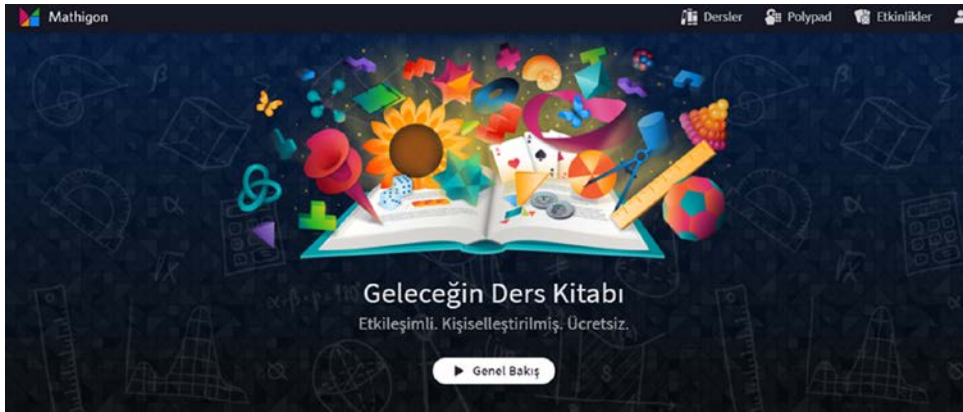 Mathigon
Dersler
Polypad
Etkinlikler
Geleceğin Ders Kitabı
Etkileşimli. Kişiselleştirilmiş. Ücretsiz.
Genel Bakış